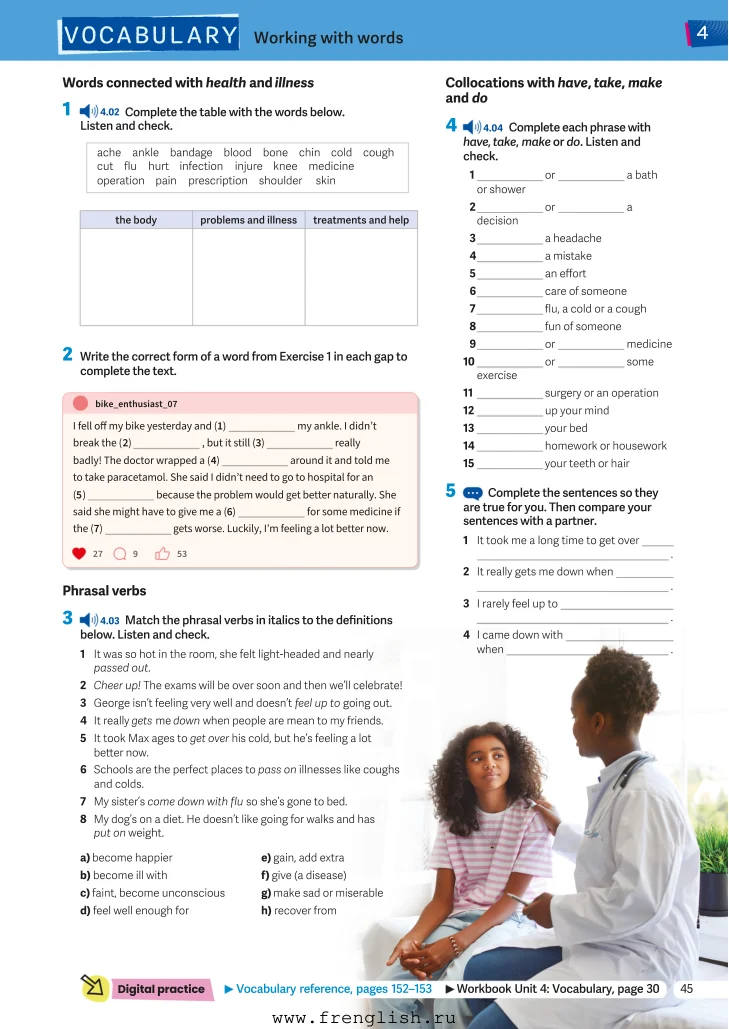 VOCABULARY Working with words
4
Words connected with health and illness
1 4.02 Complete the table with the words below.
Listen and check.
ache ankle bandage blood bone chin cold cough
cut flu hurt infection injure knee medicine
operation pain prescription shoulder skin
the body problems and illness treatments and help
2 Write the correct form of a word from Exercise 1 in each gap to
complete the text.
bike_enthusiast_07
I fell off my bike yesterday and (1) ____________ my ankle. I didn't
break the (2) ____________ , but it still (3) ____________ really
badly! The doctor wrapped a (4) ____________ around it and told me
to take paracetamol. She said I didn't need to go to hospital for an
(5) ____________ because the problem would get better naturally. She
said she might have to give me a (6) ____________ for some medicine if
the (7) ____________ gets worse. Luckily, I'm feeling a lot better now.
27 9 53
Phrasal verbs
3 4.03 Match the phrasal verbs in italics to the definitions
below. Listen and check.
1 It was so hot in the room, she felt light-headed and nearly
passed out.
2 Cheer up! The exams will be over soon and then we'll celebrate!
3 George isn't feeling very well and doesn't feel up to going out.
4 It really gets me down when people are mean to my friends.
5 It took Max ages to get over his cold, but he's feeling a lot
better now.
6 Schools are the perfect places to pass on illnesses like coughs
and colds.
7 My sister's come down with flu so she's gone to bed.
8 My dog's on a diet. He doesn't like going for walks and has
put on weight.
a) become happier
b) become ill with
c) faint, become unconscious
d) feel well enough for
e) gain, add extra
f) give (a disease)
g) make sad or miserable
h) recover from
Collocations with have, take, make
and do
4 4.04 Complete each phrase with
have, take, make or do. Listen and
check.
1 ____________ or ____________ a bath
or shower
2 ____________ or ____________ a
decision
3 ____________ a headache
4 ____________ a mistake
5 ____________ an effort
6 ____________ care of someone
7 ____________ flu, a cold or a cough
8 ____________ fun of someone
9 ____________ or ____________ medicine
10 ____________ or ____________ some
exercise
11 ____________ surgery or an operation
12 ____________ up your mind
13 ____________ your bed
14 ____________ homework or housework
15 ____________ your teeth or hair
5 Complete the sentences so they
are true for you. Then compare your
sentences with a partner.
1 It took me a long time to get over ______
____________________________________ .
2 It really gets me down when ___________
____________________________________ .
3 I rarely feel up to _____________________
____________________________________ .
4 I came down with ____________________
when _______________________________ .
Digital practice ▶ Vocabulary reference, pages 152–153 ▶ Workbook Unit 4: Vocabulary, page 30 45
www.frenglish.ru